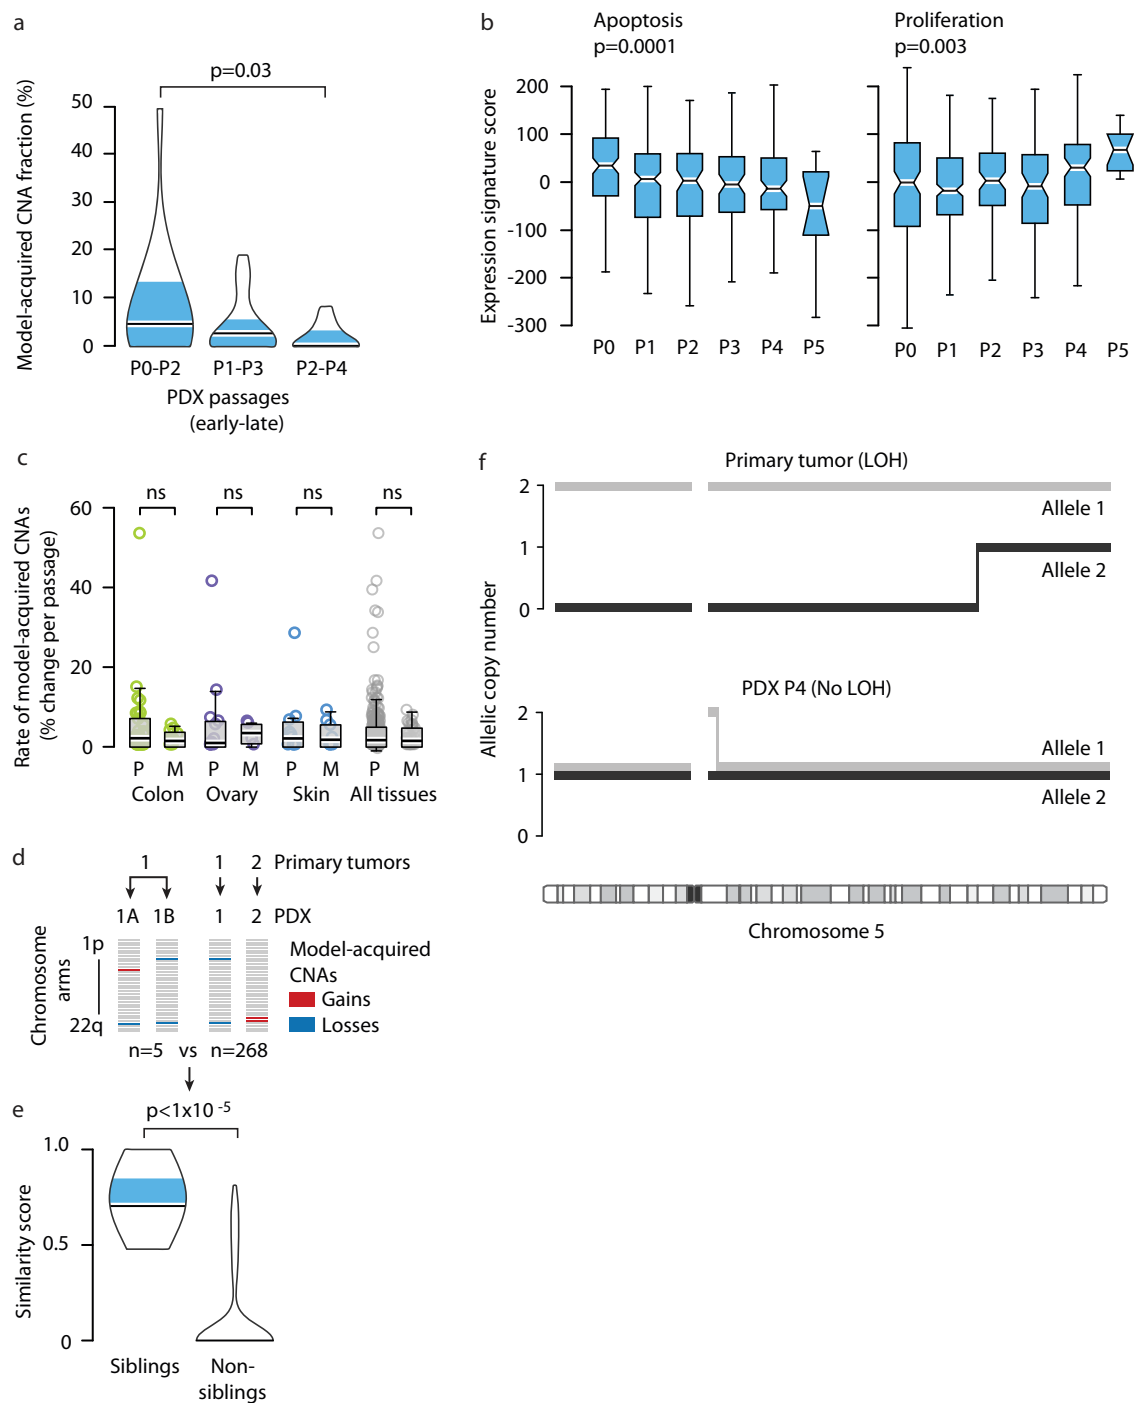 a
p=0.03
Model-acquired CNA fraction (%)
50
40
30
20
10
0
P0-P2 P1-P3 P2-P4
PDX passages
(early-late)
b
Apoptosis
p=0.0001
Proliferation
p=0.003
Expression signature score
200
100
0
-100
-200
-300
P0 P1 P2 P3 P4 P5
P0 P1 P2 P3 P4 P5
c
ns ns ns ns
Rate of model-acquired CNAs
(% change per passage)
60
40
20
0
P M P M P M P M
Colon Ovary Skin All tissues
d
1 1 2 Primary tumors
1A 1B 1 2 PDX
Chromosome
arms
1p
22q
Model-acquired
CNAs
Gains
Losses
n=5 vs n=268
e
p<1x10 -5
Similarity score
1.0
0.5
0
Siblings
Non-
siblings
f
Primary tumor (LOH)
Allelic copy number
2
1
0
Allele 1
Allele 2
PDX P4 (No LOH)
2
1
0
Allele 1
Allele 2
Chromosome 5